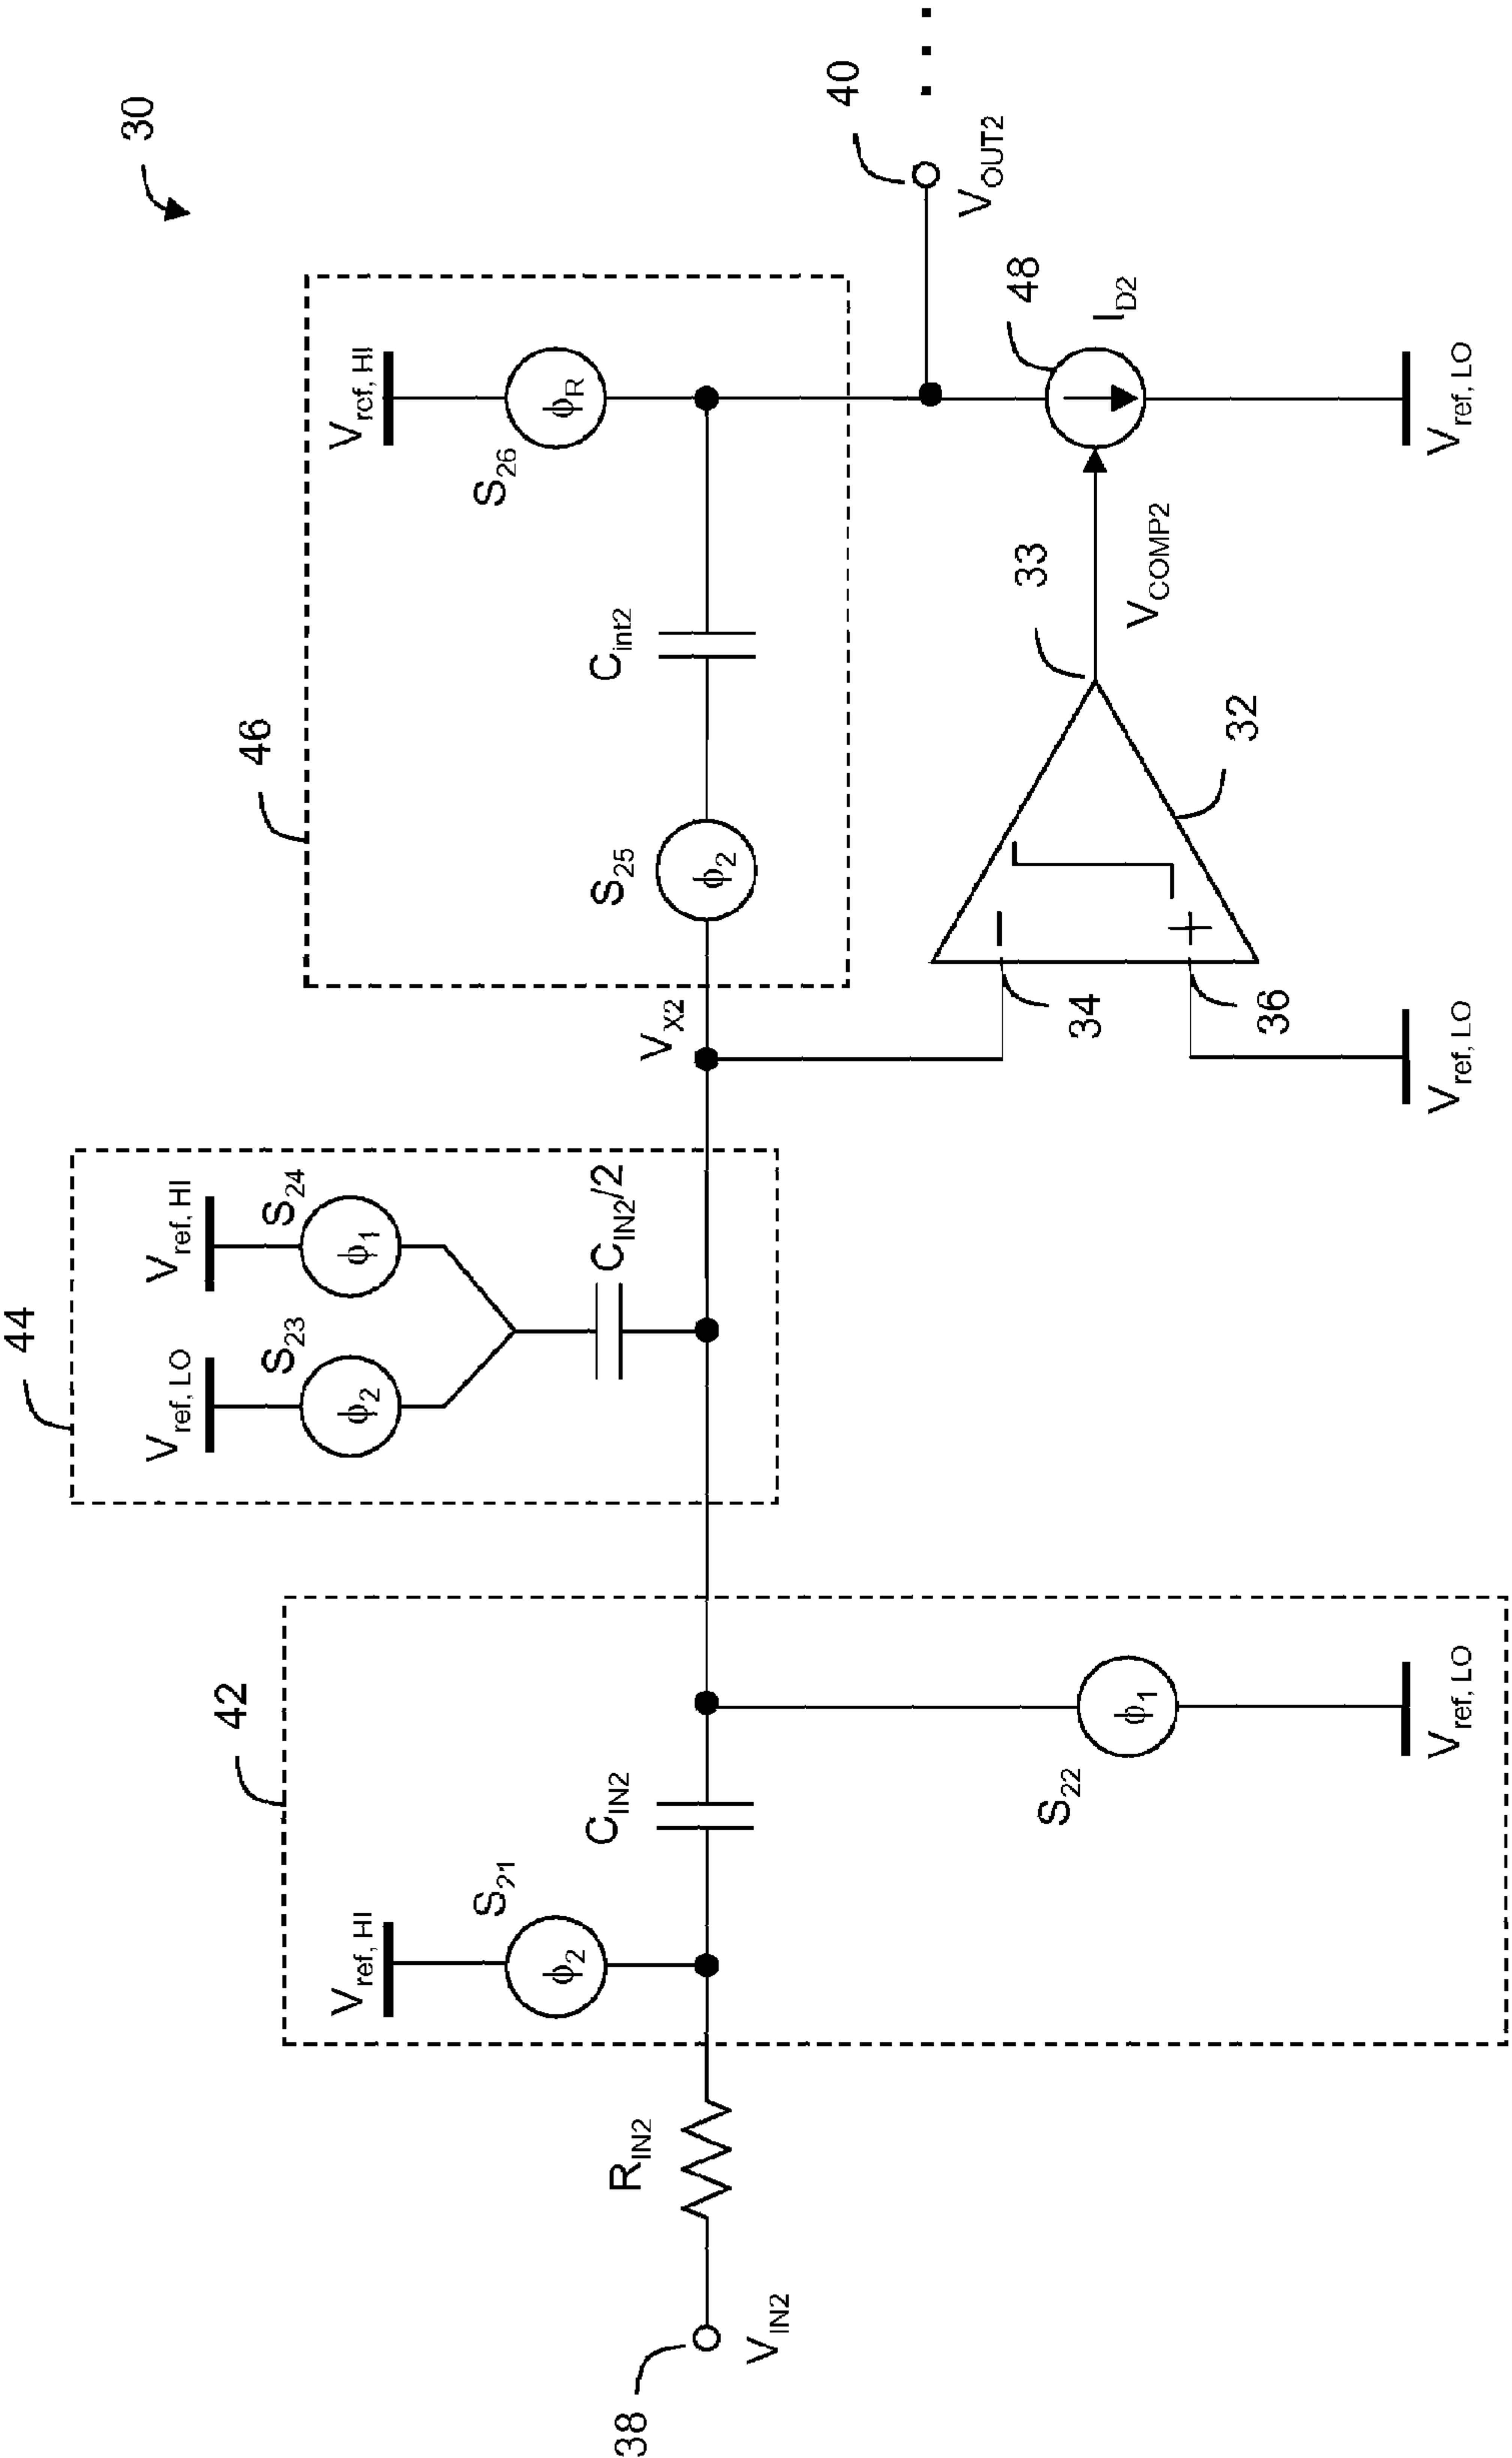 30
44
V_ref, LO
V_ref, HI
S_23
S_24
φ_2
φ_1
C_IN2/2
42
46
V_ref, HI
V_rcf, HI
S_21
φ_2
S_26
φ_R
38
V_IN2
R_IN2
C_IN2
V_X2
S_25
φ_2
C_int2
40
V_OUT2
S_22
φ_1
34
−
36
+
32
33
V_COMP2
48
I_D2
V_ref, LO
V_ref, LO
V_ref, LO